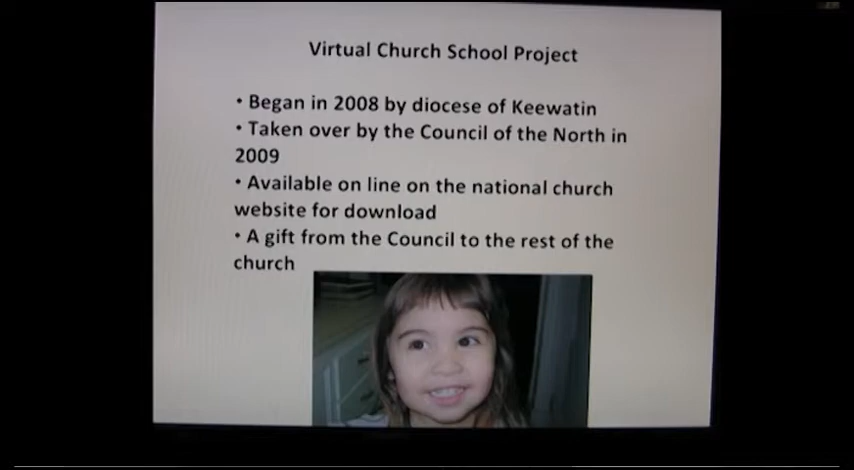 Virtual Church School Project
• Began in 2008 by diocese of Keewatin
• Taken over by the Council of the North in
2009
• Available on line on the national church
website for download
• A gift from the Council to the rest of the
church